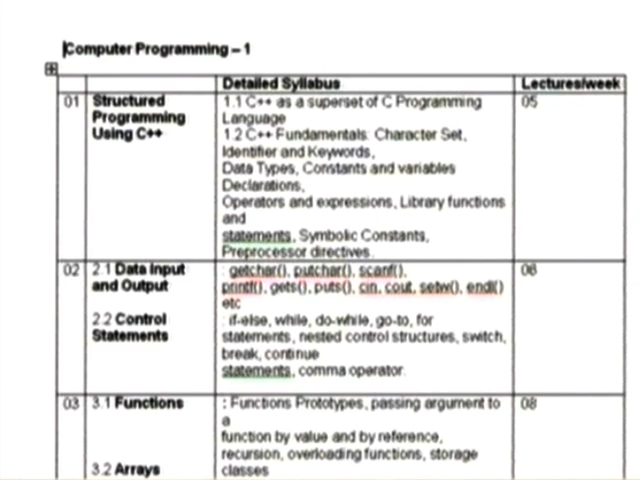 Computer Programming – 1
Detailed Syllabus Lectures/week
01 Structured Programming Using C++
1.1 C++ as a superset of C Programming
Language
1.2 C++ Fundamentals: Character Set,
Identifier and Keywords,
Data Types, Constants and variables
Declarations,
Operators and expressions, Library functions
and
statements, Symbolic Constants,
Preprocessor directives.
05
02 2.1 Data Input and Output
: getchar(), putchar(), scanf(),
printf(), gets(), puts(), cin, cout, setw(), endl()
etc
2.2 Control Statements
: if-else, while, do-while, go-to, for
statements, nested control structures, switch,
break, continue
statements, comma operator.
06
03 3.1 Functions
: Functions Prototypes, passing argument to
a
function by value and by reference,
recursion, overloading functions, storage
classes
08
3.2 Arrays